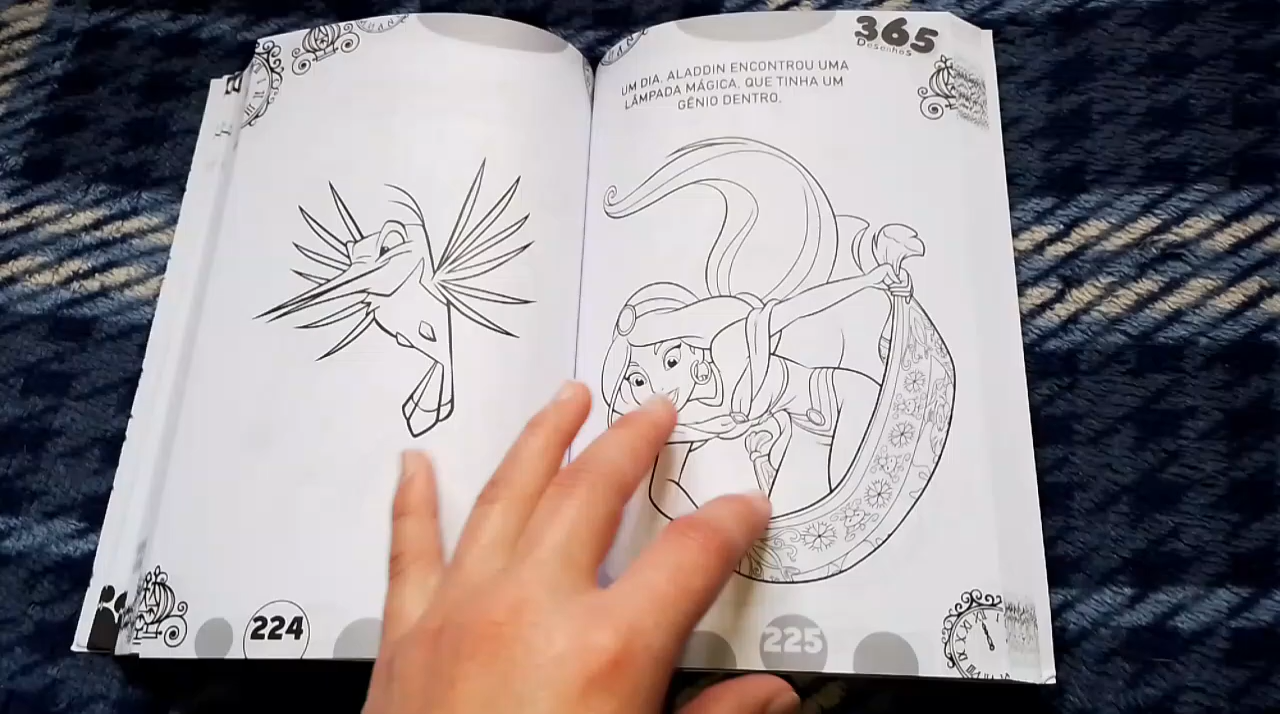 365
Desenhos
UM DIA, ALADDIN ENCONTROU UMA
LÂMPADA MÁGICA, QUE TINHA UM
GÊNIO DENTRO.
224
225